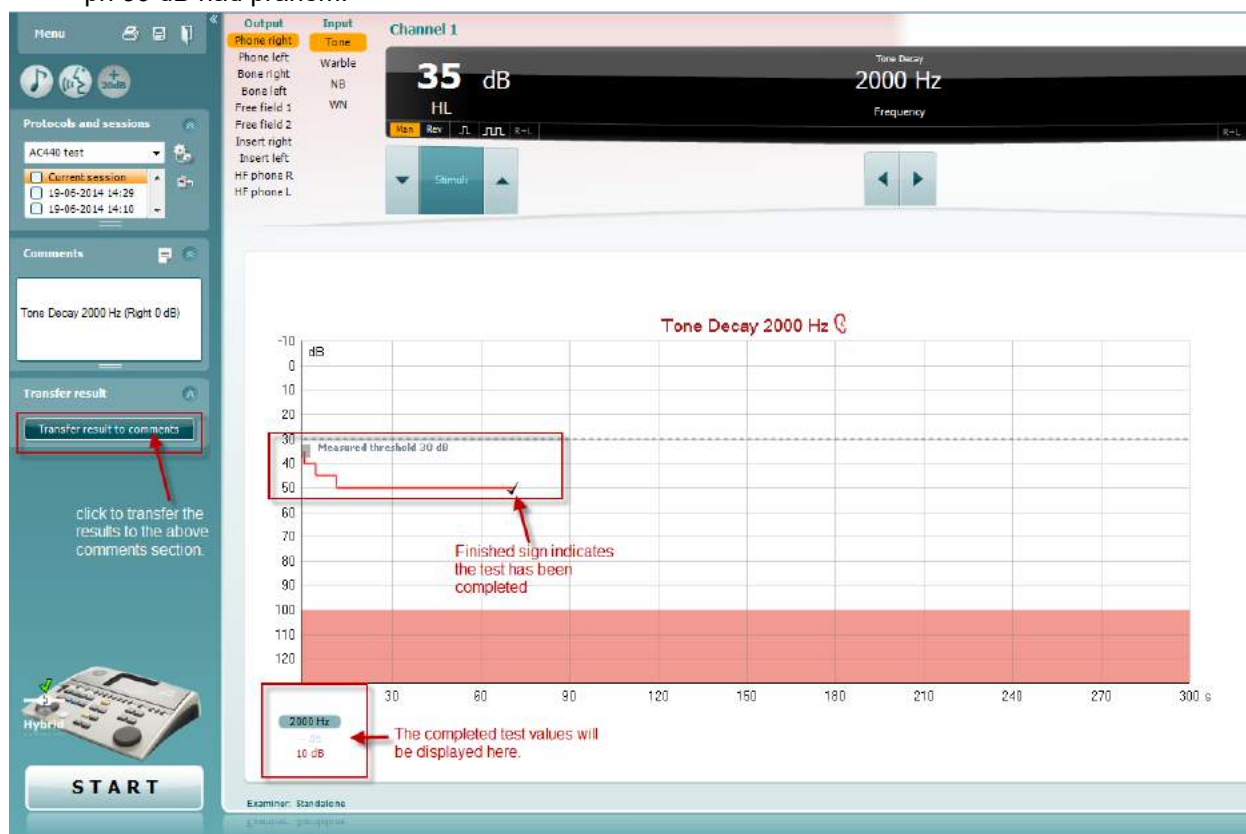 Menu
Output
Input
Phone right
Tone
Phone left
Warble
Bone right
NB
Bone left
WN
Free field 1
Free field 2
Insert right
Insert left
HF phone R
HF phone L
Channel 1
35 dB
HL
Man Rev R+L
Tone Decay
2000 Hz
Frequency
R+L
Stimuli
20dB
Protocols and sessions
AC440 test
Current session
19-06-2014 14:29
19-06-2014 14:10
Comments
Tone Decay 2000 Hz (Right 0 dB)
Transfer result
Transfer result to comments
click to transfer the
results to the above
comments section.
Hybrid
START
Tone Decay 2000 Hz
dB
-10
0
10
20
30
40
50
60
70
80
90
100
110
120
Measured threshold 30 dB
Finished sign indicates
the test has been
completed
30 60 90 120 150 180 210 240 270 300 s
2000 Hz
-- dB
10 dB
The completed test values will
be displayed here.
Examiner: Standalone